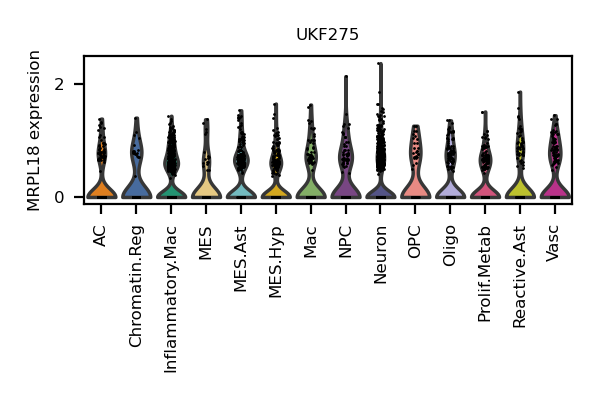 UKF275
MRPL18 expression
2
0
AC
Chromatin.Reg
Inflammatory.Mac
MES
MES.Ast
MES.Hyp
Mac
NPC
Neuron
OPC
Oligo
Prolif.Metab
Reactive.Ast
Vasc